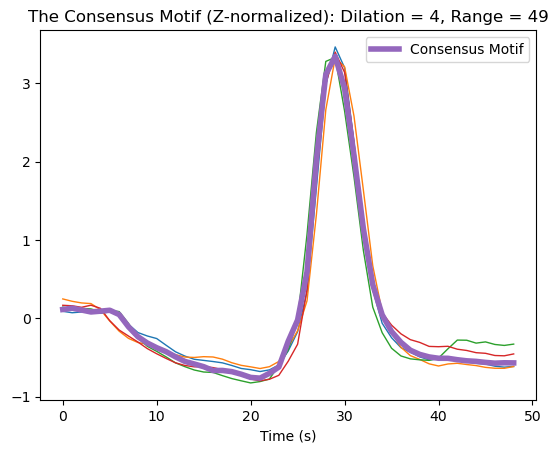 The Consensus Motif (Z-normalized): Dilation = 4, Range = 49
Consensus Motif
3
2
1
0
−1
0 10 20 30 40 50
Time (s)